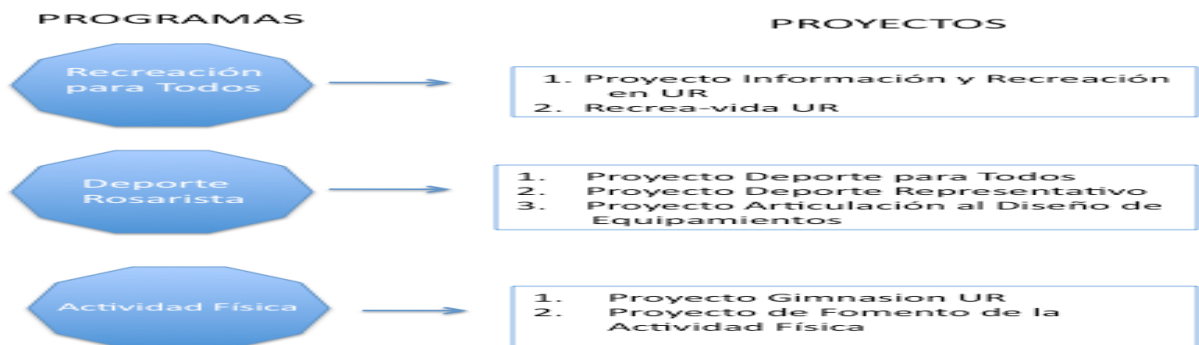 PROGRAMAS
PROYECTOS
Recreación
para Todos
1. Proyecto Información y Recreación
en UR
2. Recrea-vida UR
Deporte
Rosarista
1. Proyecto Deporte para Todos
2. Proyecto Deporte Representativo
3. Proyecto Articulación al Diseño de
Equipamientos
Actividad Física
1. Proyecto Gimnasion UR
2. Proyecto de Fomento de la
Actividad Física